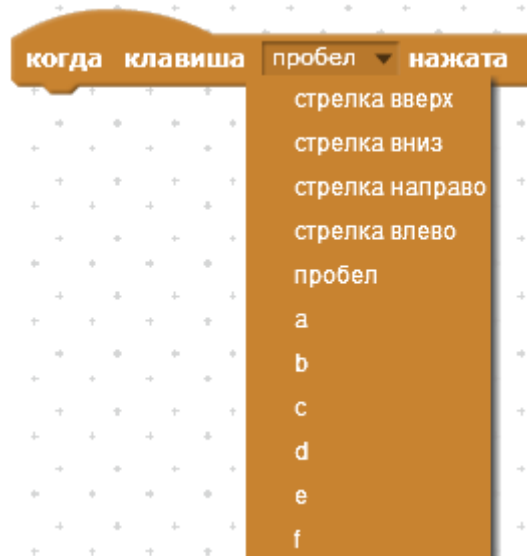 когда клавиша пробел нажата
стрелка вверх
стрелка вниз
стрелка направо
стрелка влево
пробел
a
b
c
d
e
f